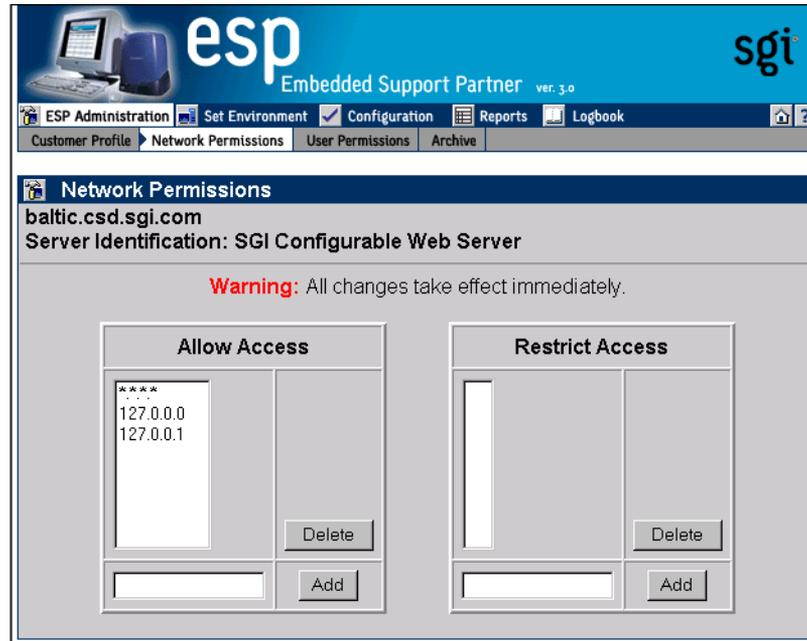 esp
Embedded Support Partner ver. 3.0
sgi
ESP Administration Set Environment Configuration Reports Logbook ?
Customer Profile Network Permissions User Permissions Archive
Network Permissions
baltic.csd.sgi.com
Server Identification: SGI Configurable Web Server
Warning: All changes take effect immediately.
Allow Access
*.*.*.*
127.0.0.0
127.0.0.1
Delete
Add
Restrict Access
Delete
Add